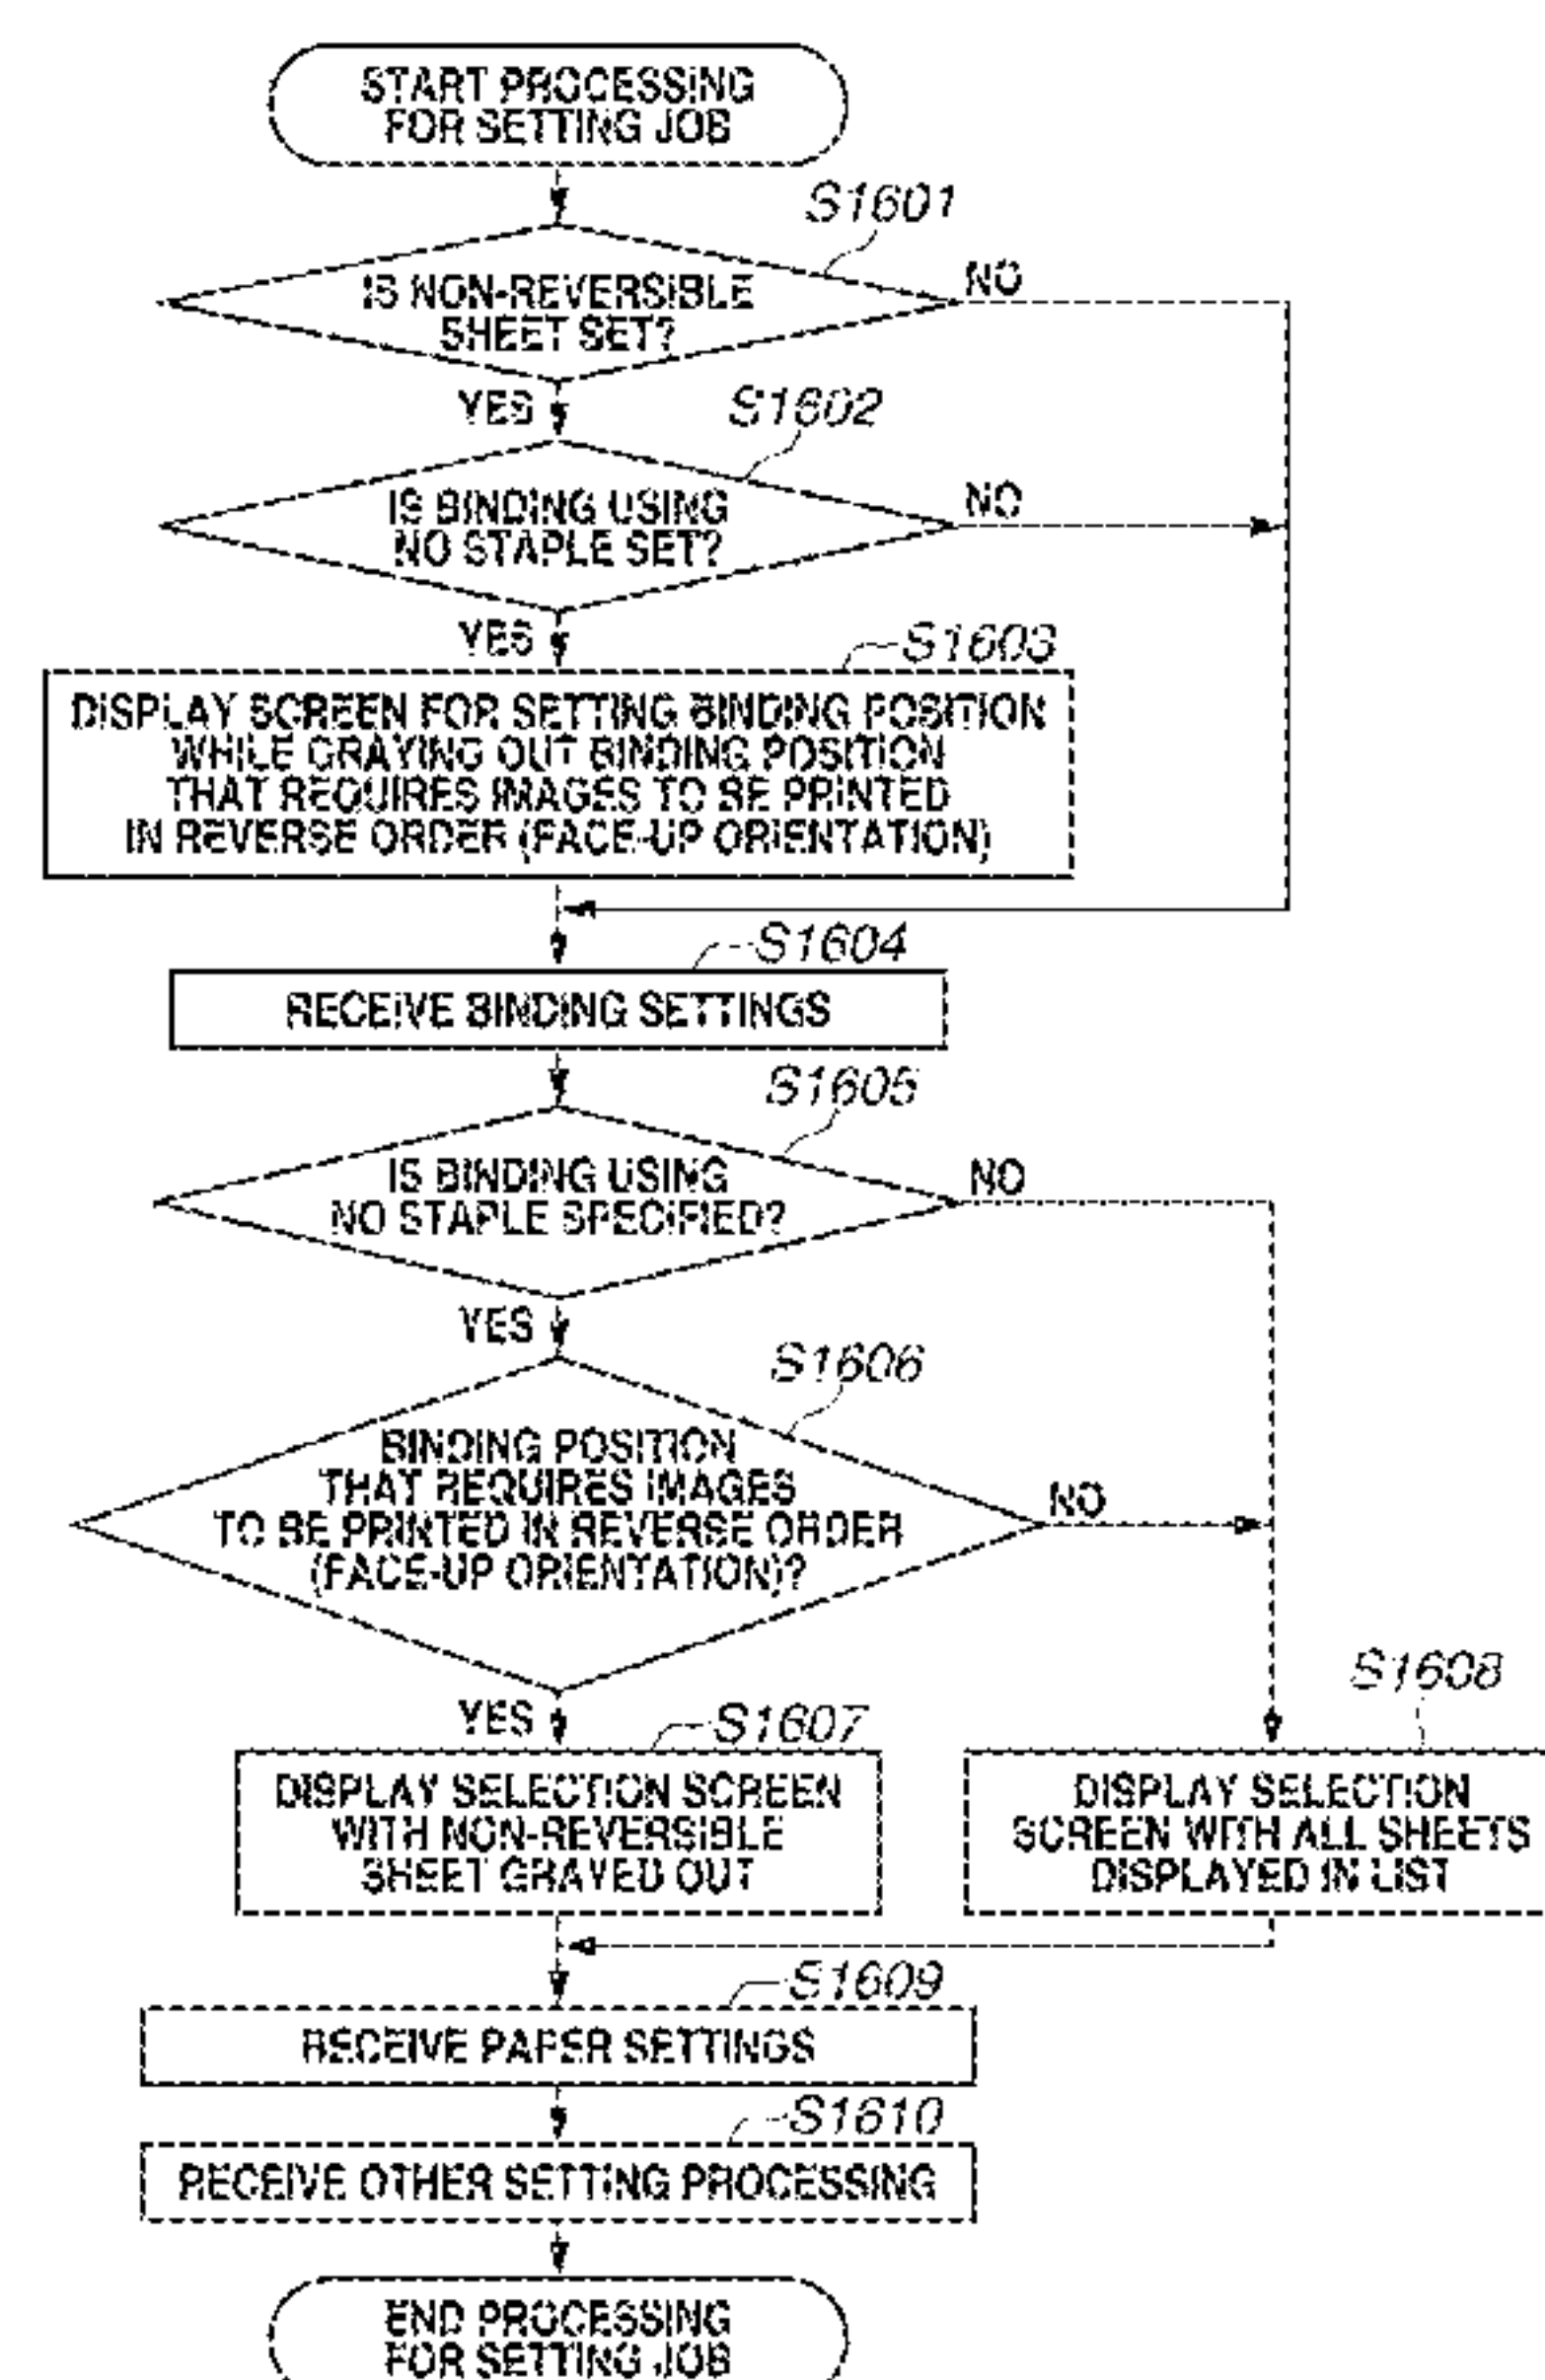 START PROCESSING
FOR SETTING JOB
S1601
IS NON-REVERSIBLE
SHEET SET?
NO
YES
S1602
IS BINDING USING
NO STAPLE SET?
NO
YES
S1603
DISPLAY SCREEN FOR SETTING BINDING POSITION
WHILE GRAYING OUT BINDING POSITION
THAT REQUIRES IMAGES TO BE PRINTED
IN REVERSE ORDER (FACE-UP ORIENTATION)
S1604
RECEIVE BINDING SETTINGS
S1605
IS BINDING USING
NO STAPLE SPECIFIED?
NO
YES
S1606
BINDING POSITION
THAT REQUIRES IMAGES
TO BE PRINTED IN REVERSE ORDER
(FACE-UP ORIENTATION)?
NO
YES
S1607
DISPLAY SELECTION SCREEN
WITH NON-REVERSIBLE
SHEET GRAYED OUT
S1608
DISPLAY SELECTION
SCREEN WITH ALL SHEETS
DISPLAYED IN LIST
S1609
RECEIVE PAPER SETTINGS
S1610
RECEIVE OTHER SETTING PROCESSING
END PROCESSING
FOR SETTING JOB